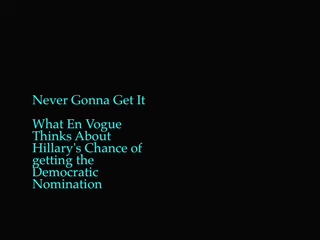 Never Gonna Get It
What En Vogue
Thinks About
Hillary's Chance of
getting the
Democratic
Nomination